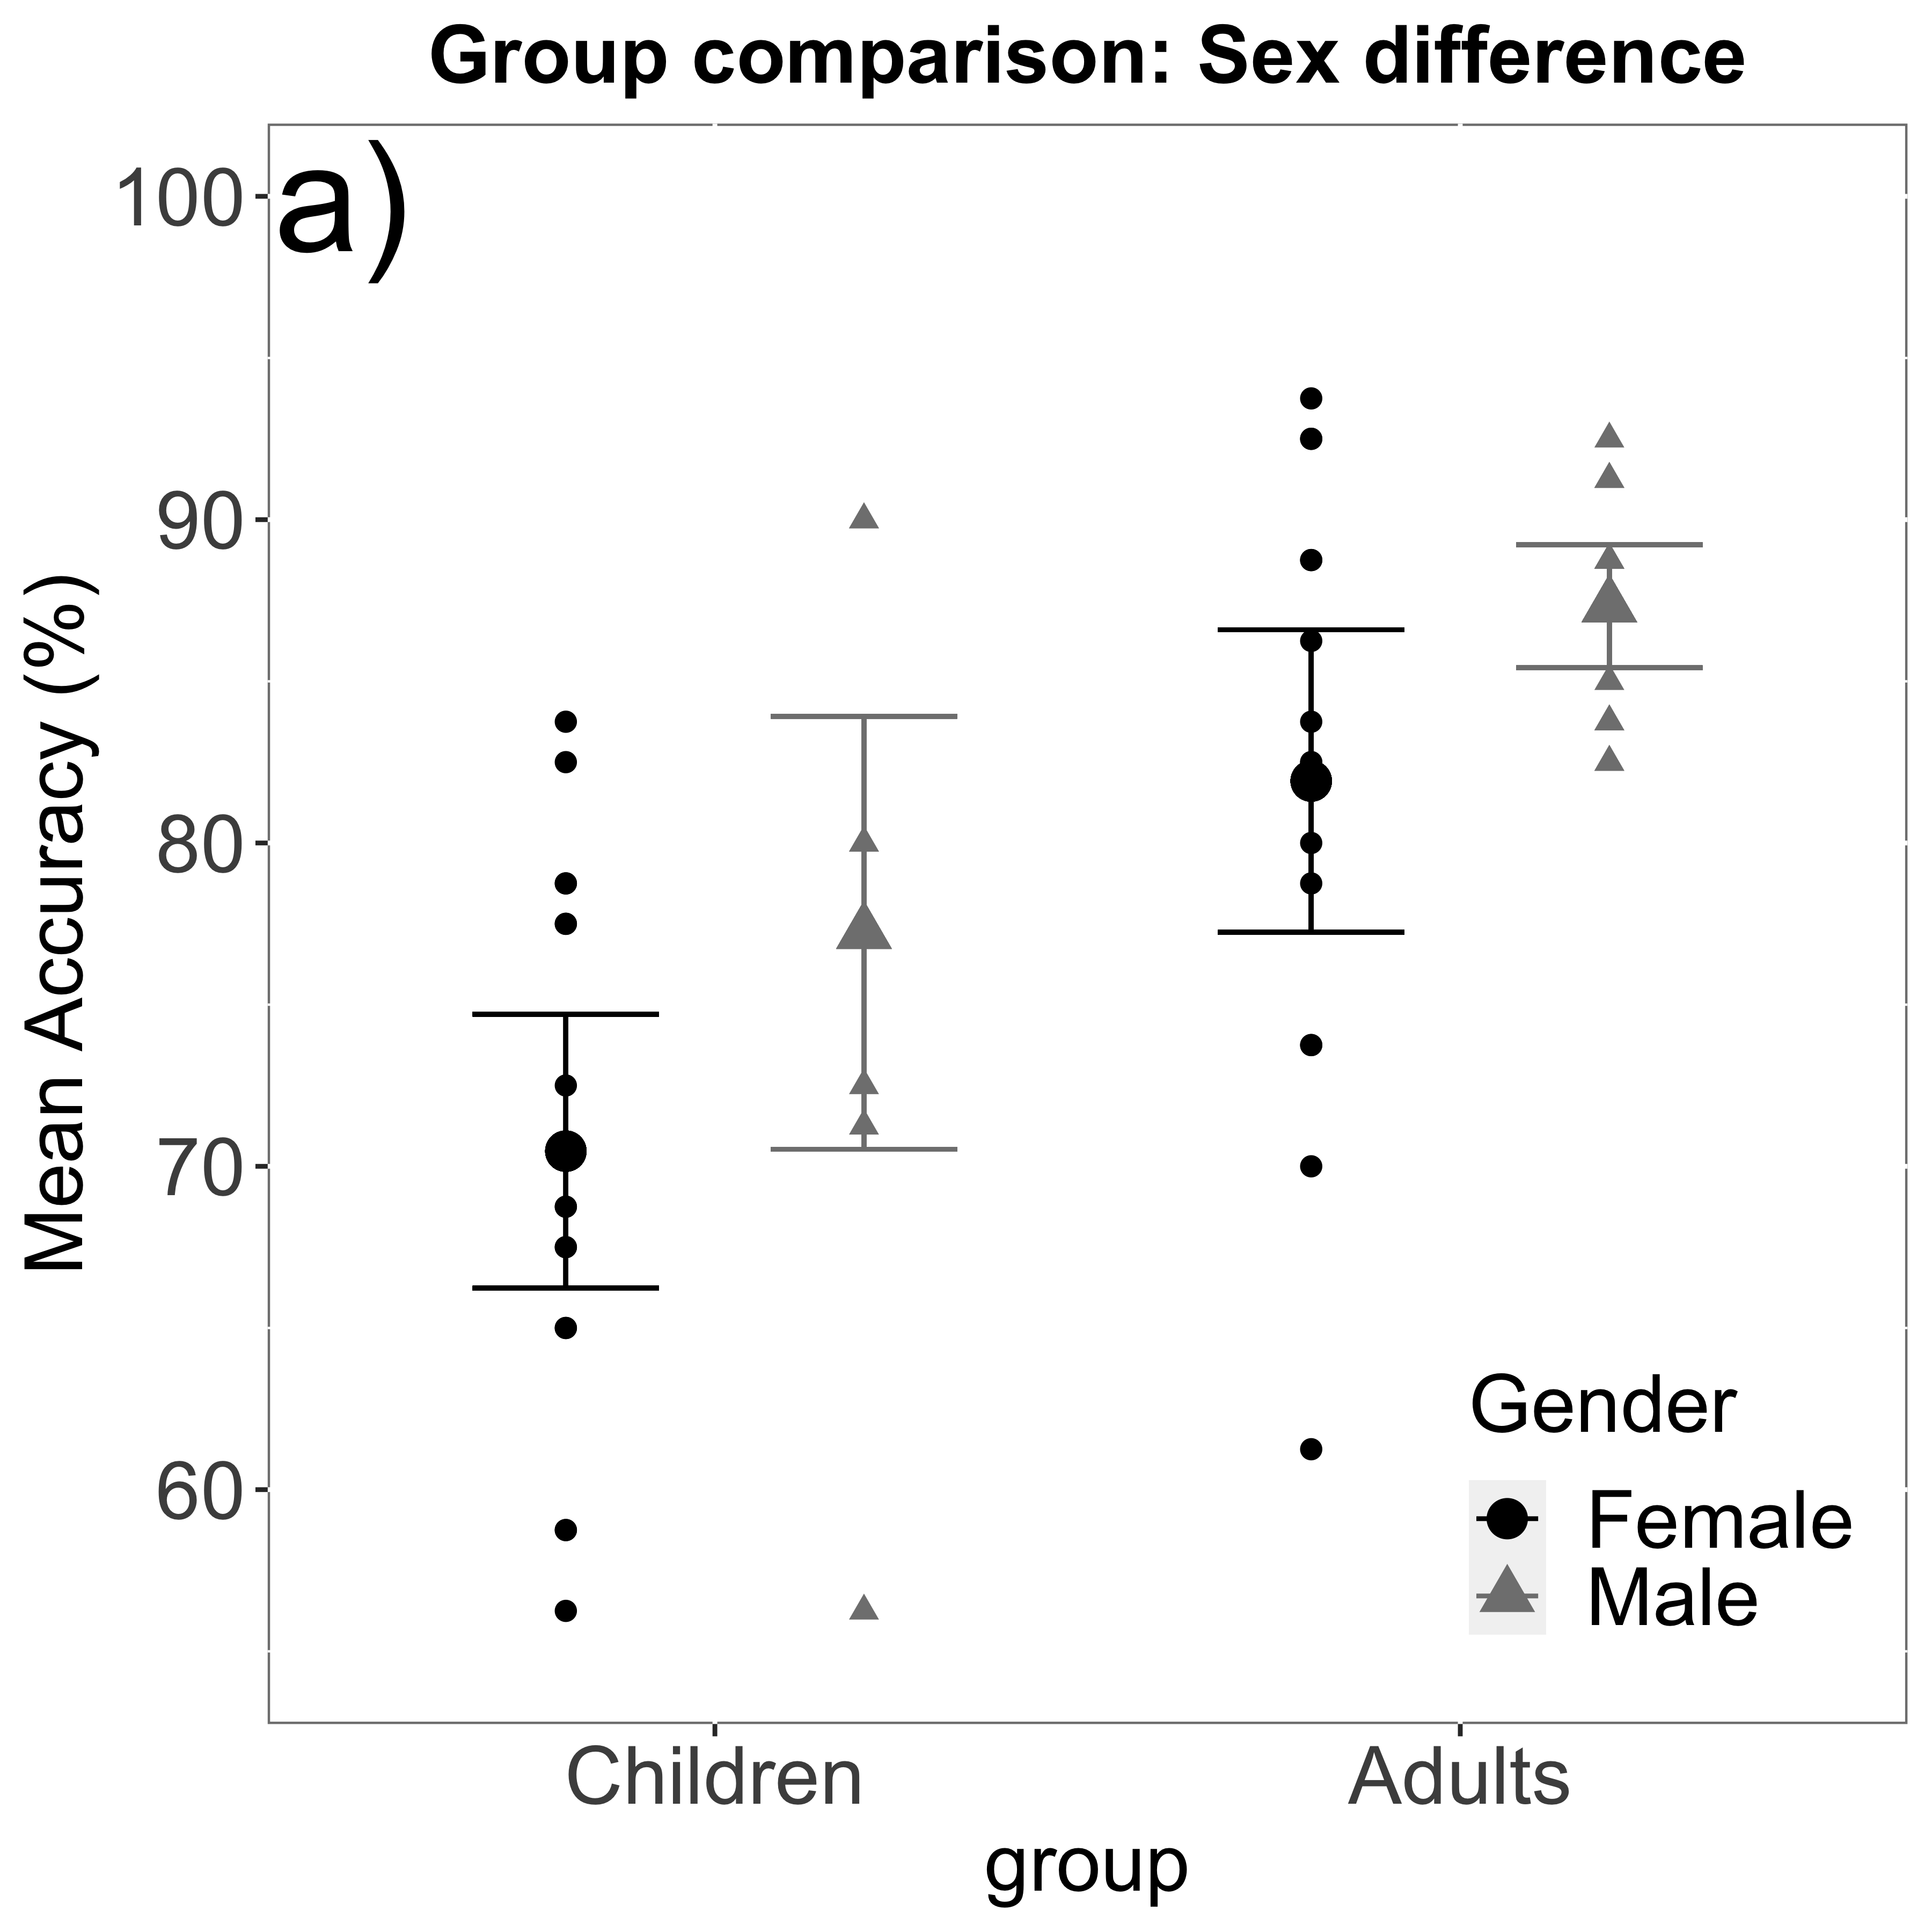 Group comparison: Sex difference
a)
100
90
80
70
60
Mean Accuracy (%)
Gender
Female
Male
Children
Adults
group